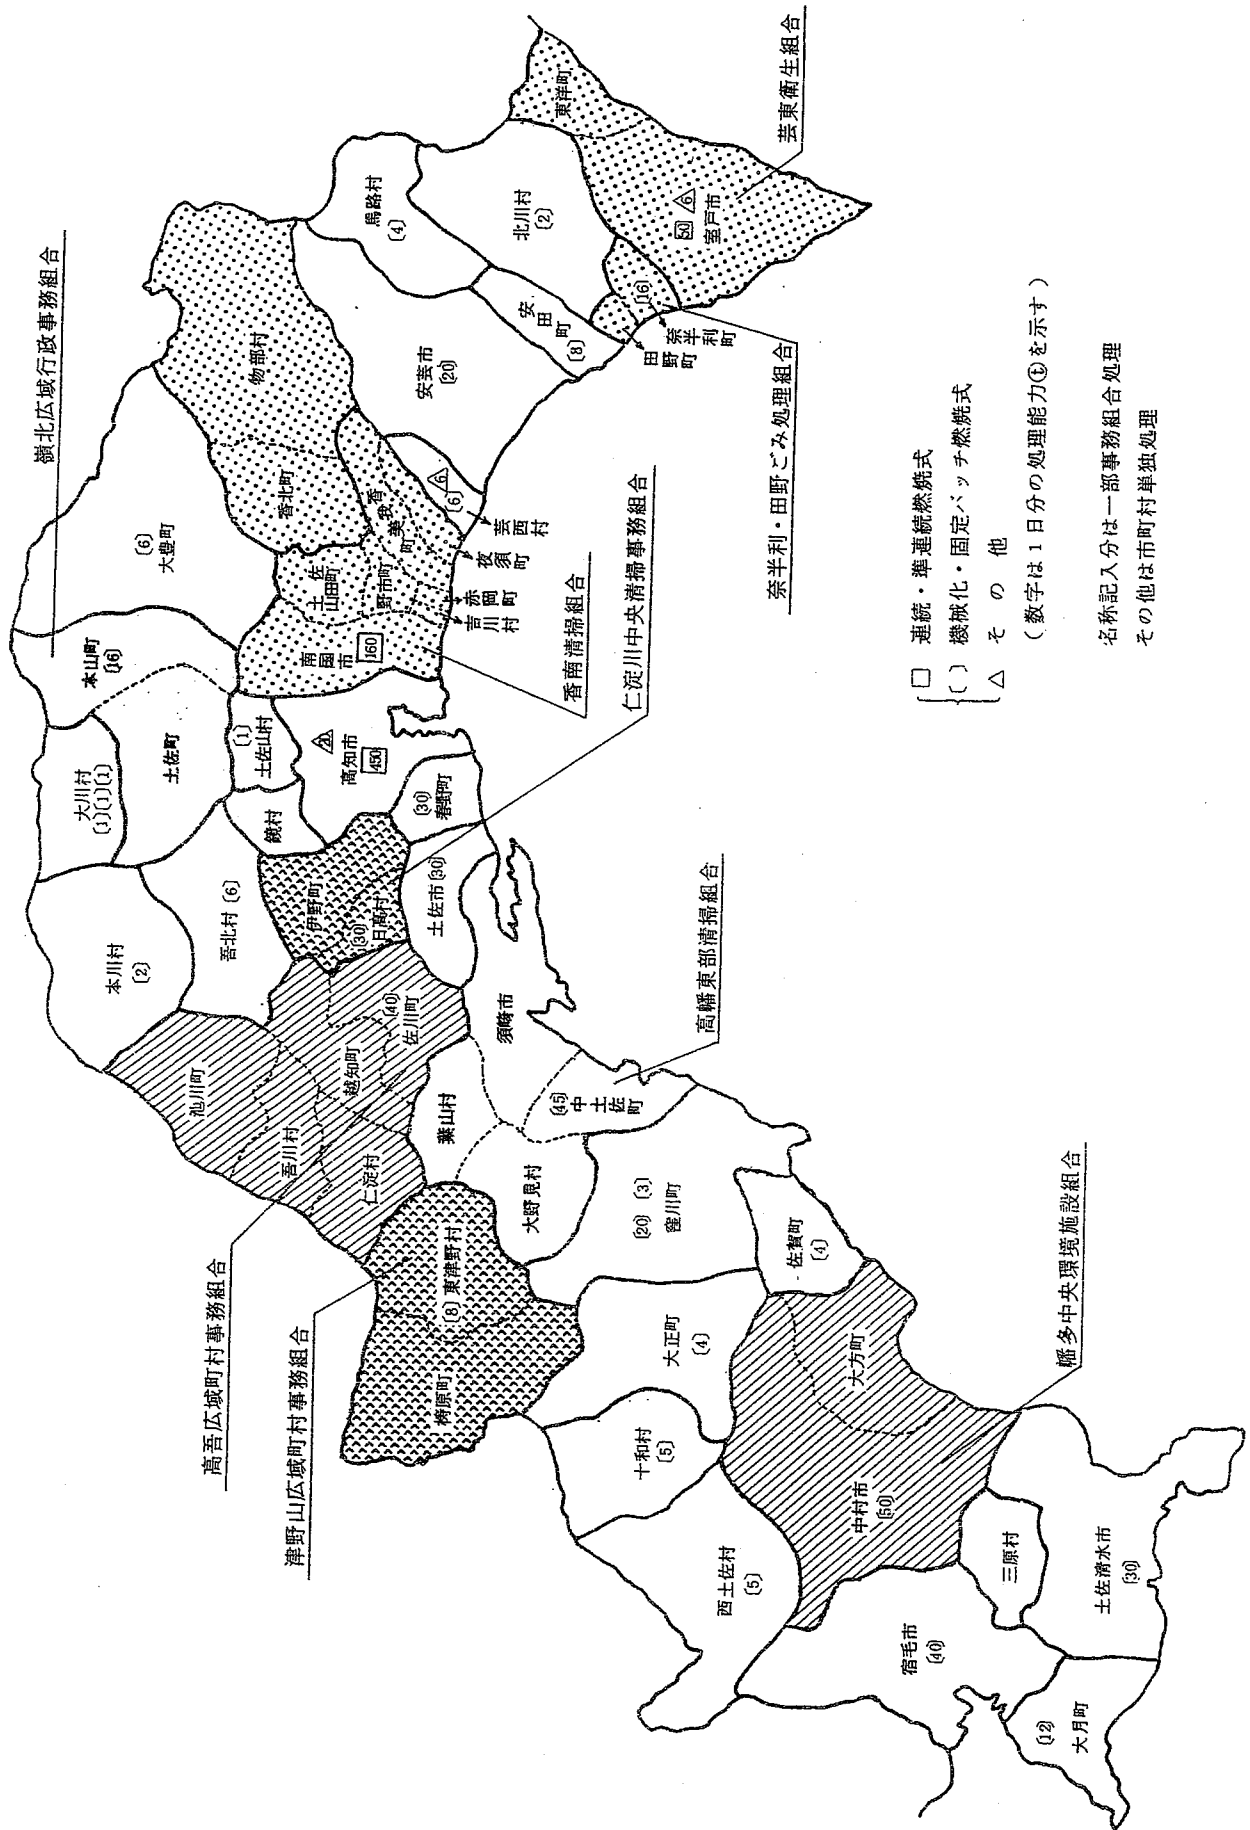 嶺北広域行政事務組合
芸東衛生組合
奈半利・田野ごみ処理組合
香南清掃組合
仁淀川中央清掃事務組合
高幡東部清掃組合
高吾広域町村事務組合
津野山広域町村事務組合
幡多中央環境施設組合
東洋町
50 6
室戸市
馬路村
(4)
北川村
(2)
安田町
(8)
(16)
奈半利町
田野町
安芸市
(20)
物部村
香北町
6
(6)
芸西村
香我美町
夜須町
赤岡町
吉川村
野市町
土佐山田町
南国市
160
(6)
大豊町
本山町
(16)
土佐町
大川村
(1)(1)(1)
(1)
土佐山村
鏡村
20
高知市
450
(30)
春野町
本川村
(2)
吾北村(6)
伊野町
(30)
日高村
土佐市(30)
池川町
吾川村
仁淀村
越知町
(40)
佐川町
須崎市
葉山村
(45)
中土佐町
大野見村
(8)東津野村
梼原町
(20) (3)
窪川町
佐賀町
(4)
大正町
(4)
十和村
(5)
西土佐村
(5)
大方町
中村市
(50)
三原村
土佐清水市
(30)
宿毛市
(40)
(12)
大月町
□ 連続・準連続燃焼式
( ) 機械化・固定バッチ燃焼式
△ その他
(数字は1日分の処理能力ⓣを示す)
名称記入分は一部事務組合処理
その他は市町村単独処理